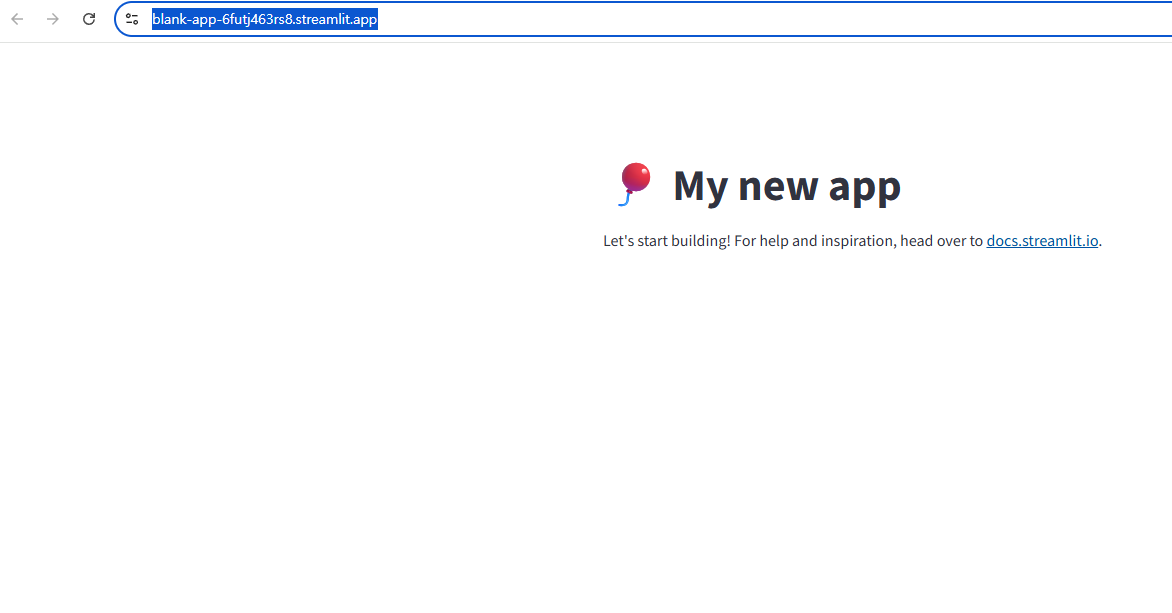 blank-app-6futj463rs8.streamlit.app
My new app
Let's start building! For help and inspiration, head over to docs.streamlit.io.